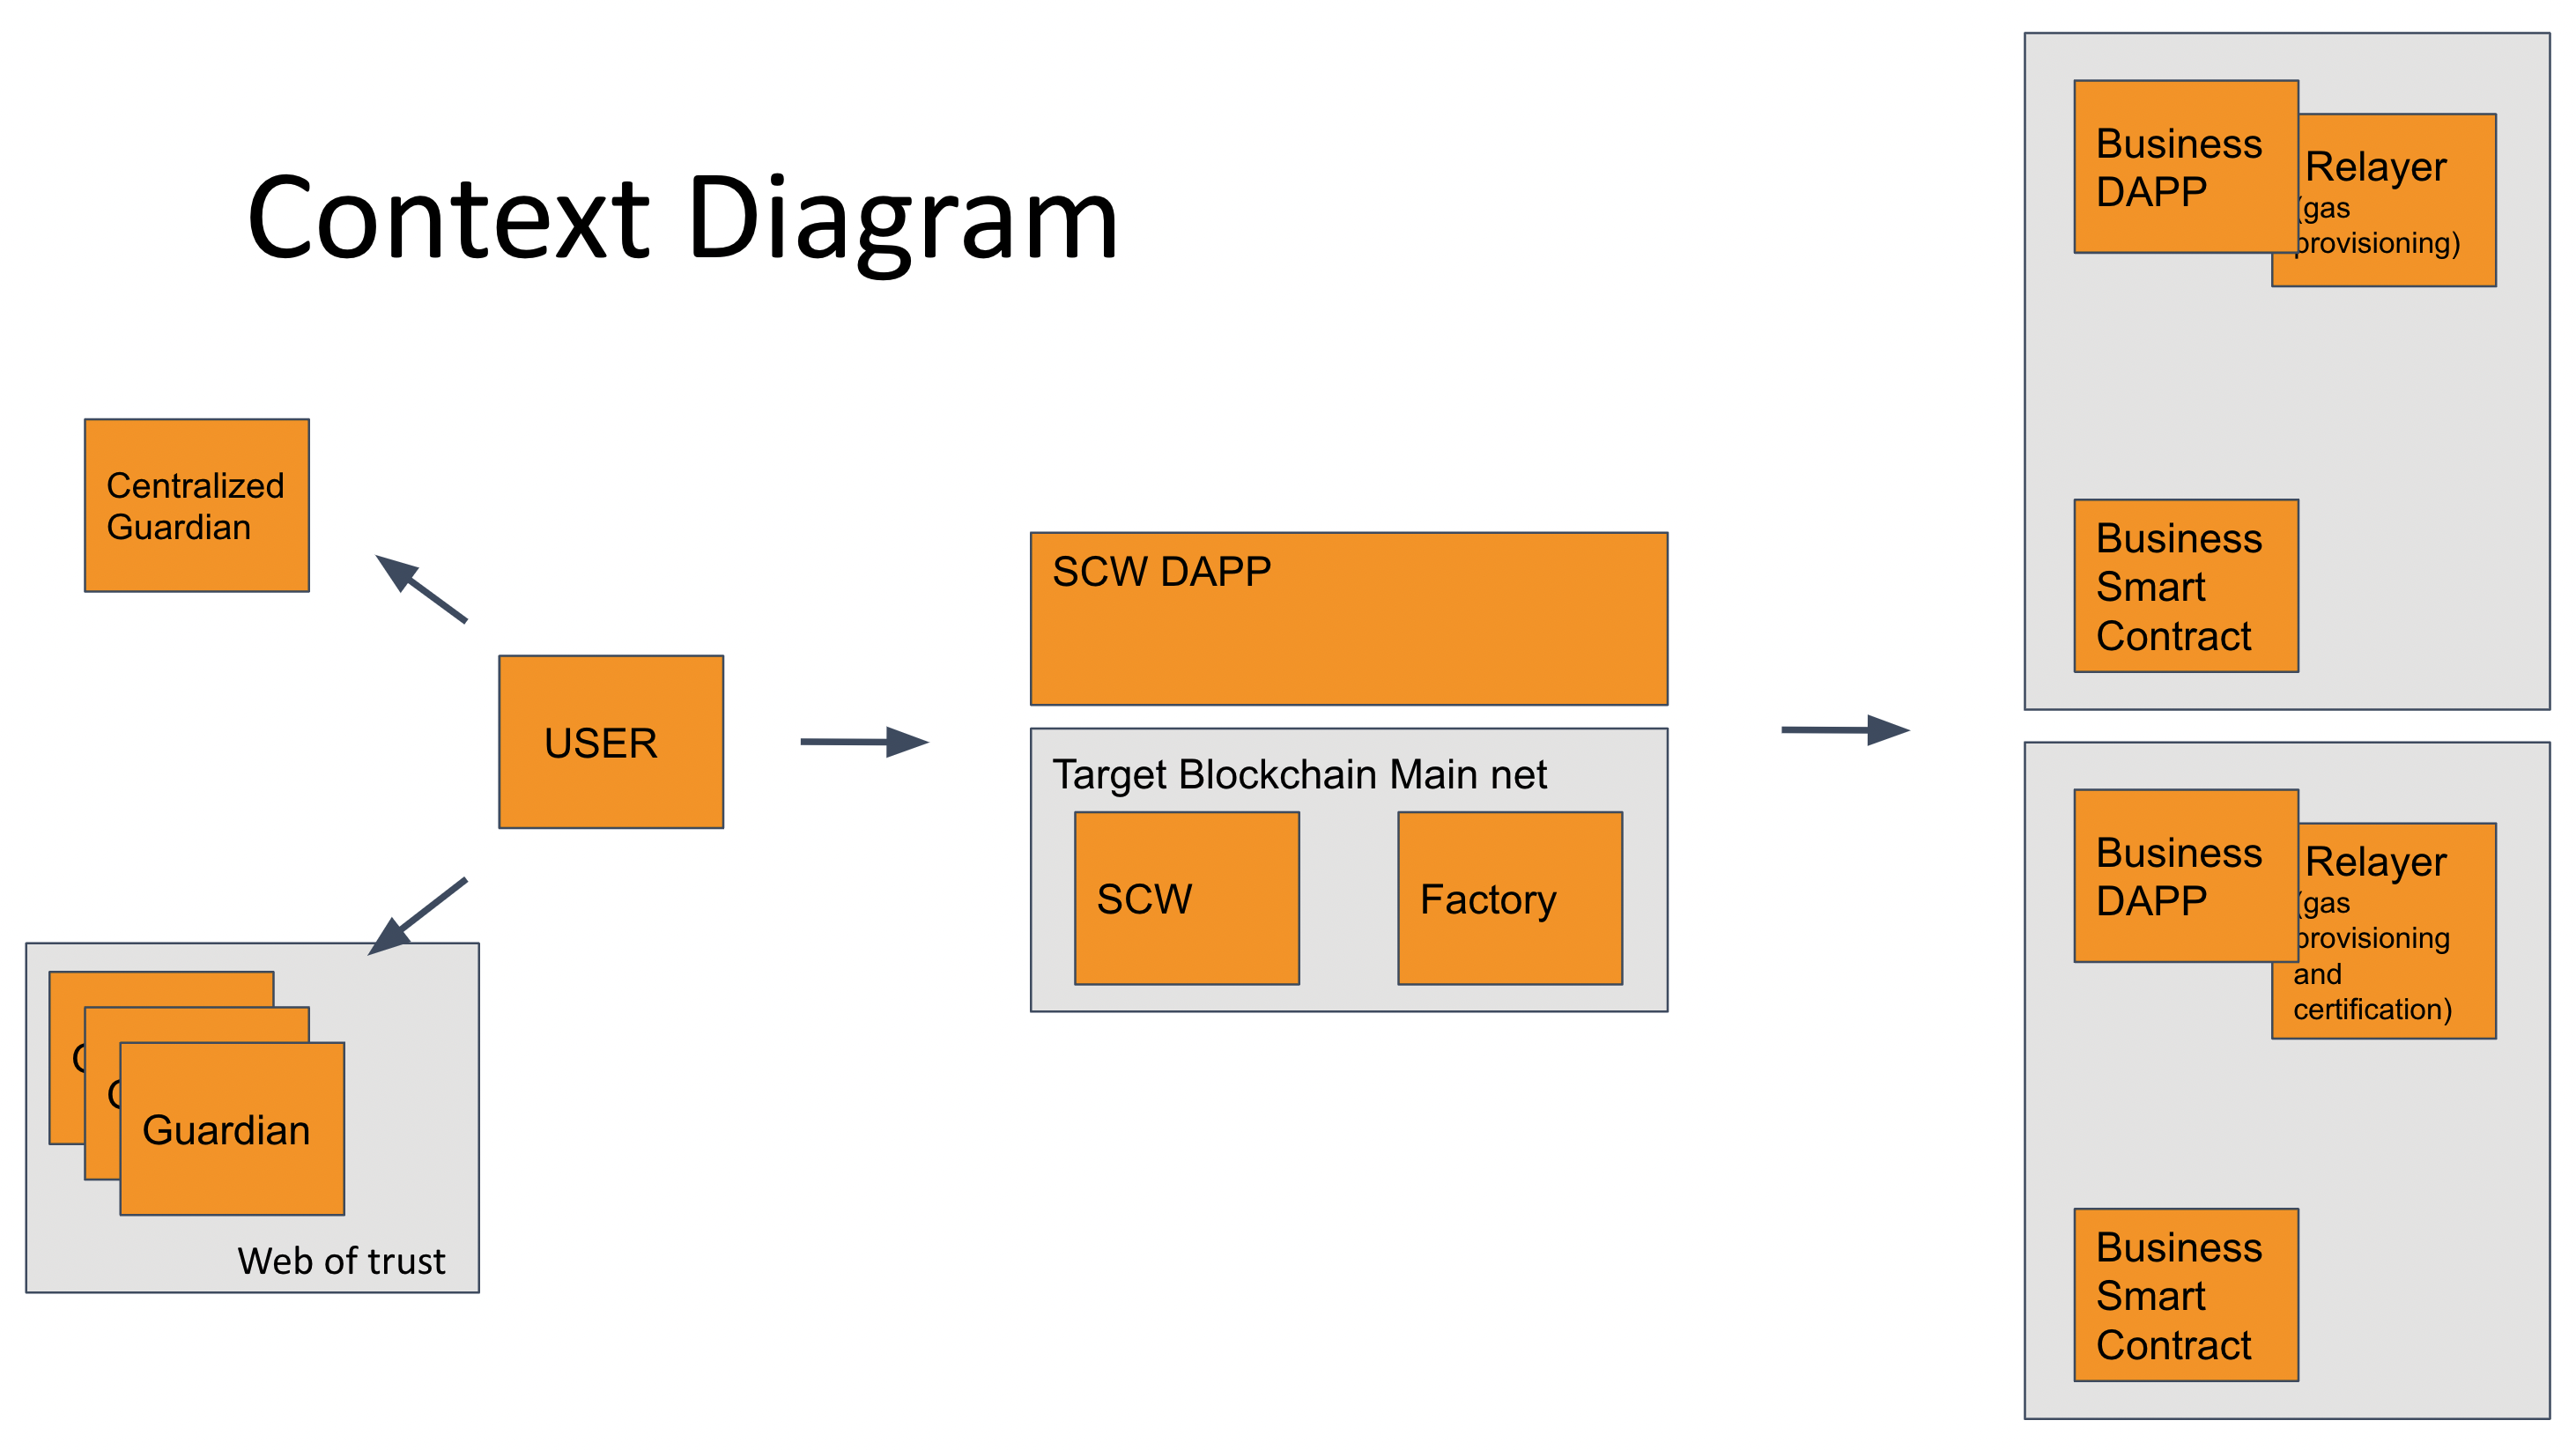 Context Diagram
Centralized
Guardian
USER
Guardian
Web of trust
SCW DAPP
Target Blockchain Main net
SCW
Factory
Business
DAPP
Relayer
(gas
provisioning)
Business
Smart
Contract
Business
DAPP
Relayer
(gas
provisioning
and
certification)
Business
Smart
Contract